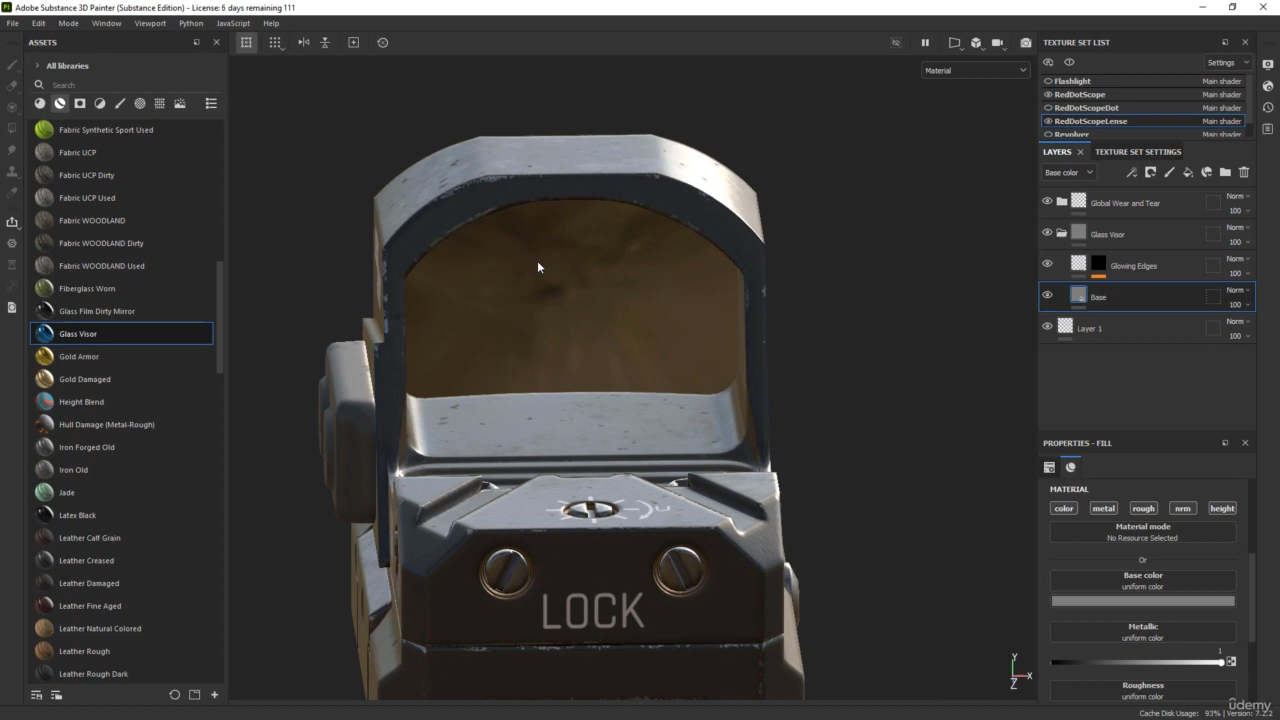 Adobe Substance 3D Painter (Substance Edition) - License: 6 days remaining 111
File Edit Mode Window Viewport Python JavaScript Help
ASSETS
All libraries
Search
Fabric Synthetic Sport Used
Fabric UCP
Fabric UCP Dirty
Fabric UCP Used
Fabric WOODLAND
Fabric WOODLAND Dirty
Fabric WOODLAND Used
Fiberglass Worn
Glass Film Dirty Mirror
Glass Visor
Gold Armor
Gold Damaged
Height Blend
Hull Damage (Metal-Rough)
Iron Forged Old
Iron Old
Jade
Latex Black
Leather Calf Grain
Leather Creased
Leather Damaged
Leather Fine Aged
Leather Natural Colored
Leather Rough
Leather Rough Dark
Material
LOCK
Y
X
Z
TEXTURE SET LIST
Settings
Flashlight Main shader
RedDotScope Main shader
RedDotScopeDot Main shader
RedDotScopeLense Main shader
Revolver Main shader
LAYERS TEXTURE SET SETTINGS
Base color
Global Wear and Tear Norm 100
Glass Visor Norm 100
Glowing Edges Norm 100
Base Norm 100
Layer 1 Norm 100
PROPERTIES - FILL
MATERIAL
color metal rough nrm height
Material mode
No Resource Selected
Or
Base color
uniform color
Metallic
uniform color
1
Roughness
uniform color
udemy
Cache Disk Usage: 93% | Version: 7.2.2